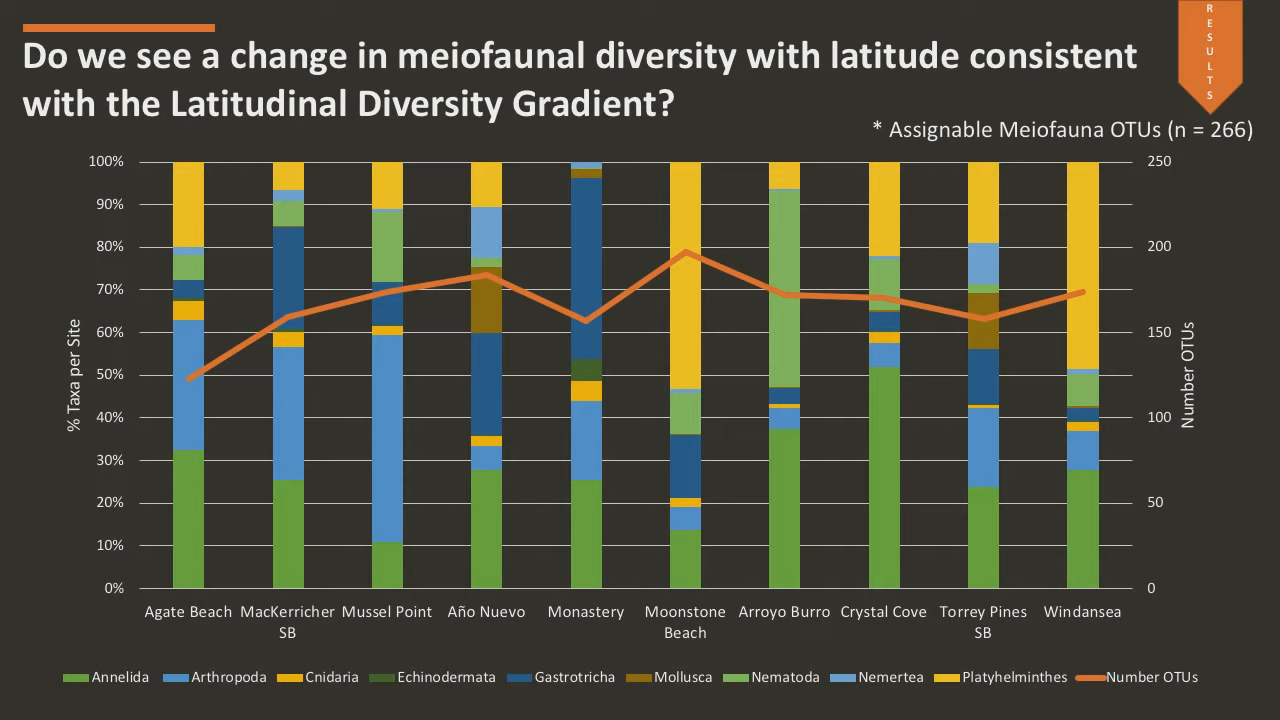 R
E
S
U
L
T
S
Do we see a change in meiofaunal diversity with latitude consistent
with the Latitudinal Diversity Gradient?
* Assignable Meiofauna OTUs (n = 266)
100%
90%
80%
70%
60%
50%
40%
30%
20%
10%
0%
% Taxa per Site
250
200
150
100
50
0
Number OTUs
Agate Beach MacKerricher Mussel Point Año Nuevo Monastery Moonstone Arroyo Burro Crystal Cove Torrey Pines Windansea
SB Beach SB
Annelida Arthropoda Cnidaria Echinodermata Gastrotricha Mollusca Nematoda Nemertea Platyhelminthes Number OTUs